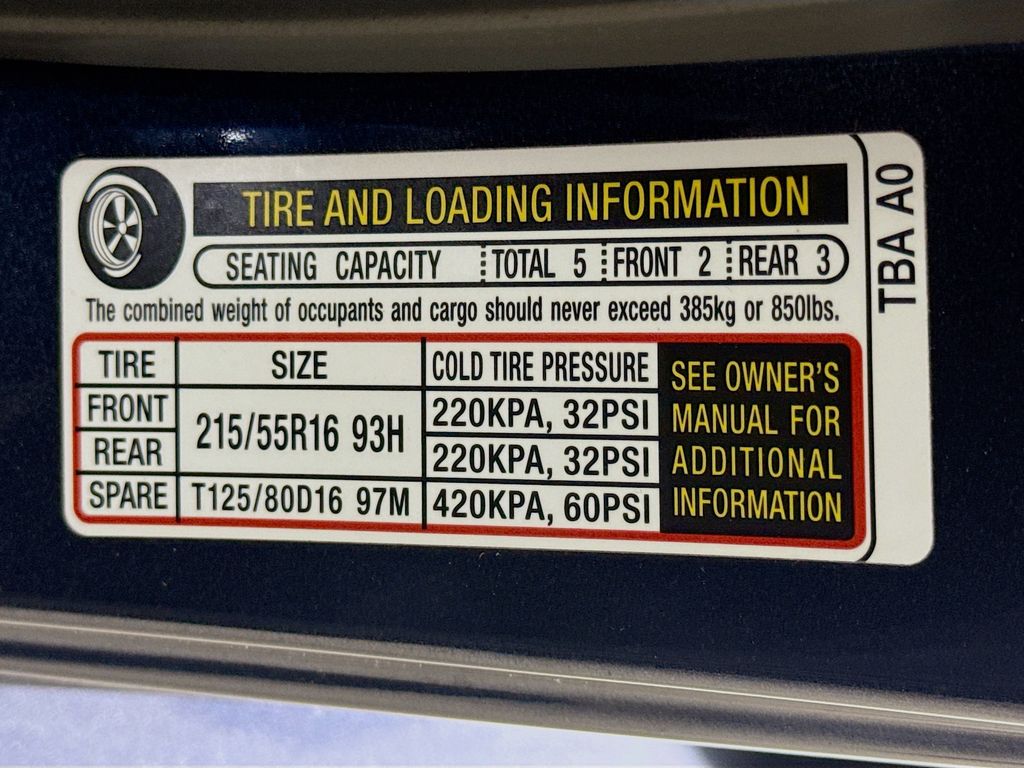 TIRE AND LOADING INFORMATION
SEATING CAPACITY TOTAL 5 FRONT 2 REAR 3
The combined weight of occupants and cargo should never exceed 385kg or 850lbs.
TIRE SIZE COLD TIRE PRESSURE
FRONT 215/55R16 93H 220KPA, 32PSI
REAR 220KPA, 32PSI
SPARE T125/80D16 97M 420KPA, 60PSI
SEE OWNER'S
MANUAL FOR
ADDITIONAL
INFORMATION
TBA A0